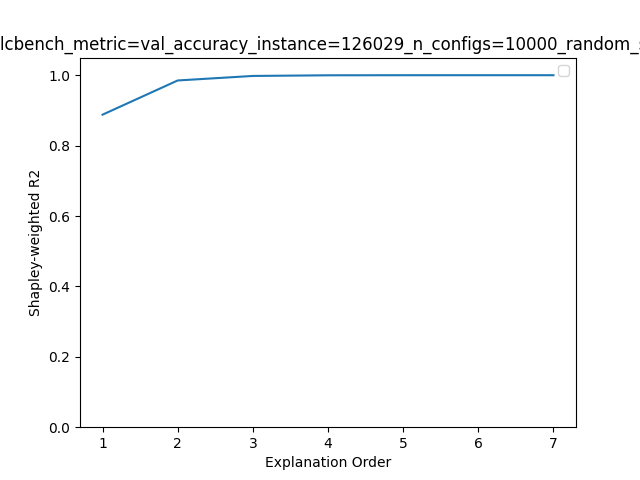 lcbench_metric=val_accuracy_instance=126029_n_configs=10000_random_
1.0
0.8
0.6
0.4
0.2
0.0
Shapley-weighted R2
1 2 3 4 5 6 7
Explanation Order